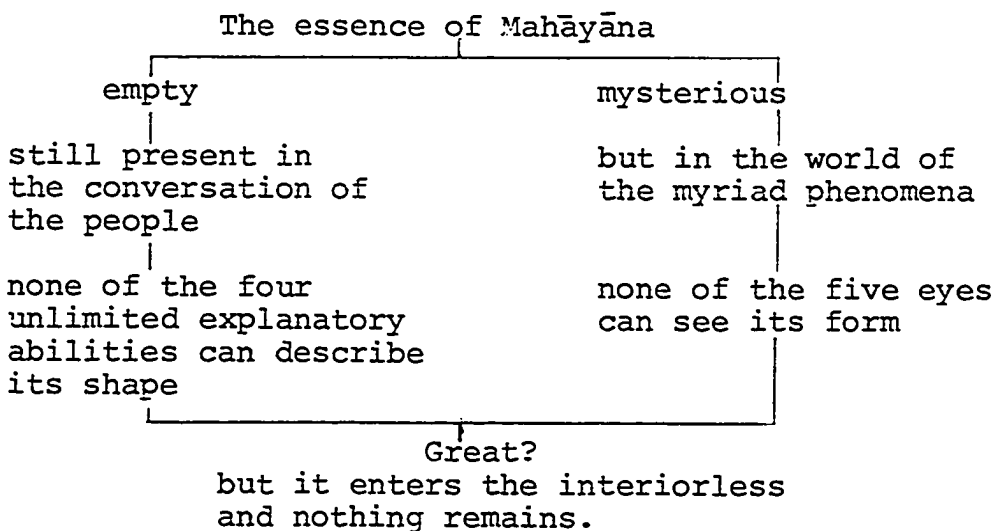 The essence of Mahāyāna
empty
still present in
the conversation of
the people
none of the four
unlimited explanatory
abilities can describe
its shape
mysterious
but in the world of
the myriad phenomena
none of the five eyes
can see its form
Great?
but it enters the interiorless
and nothing remains.